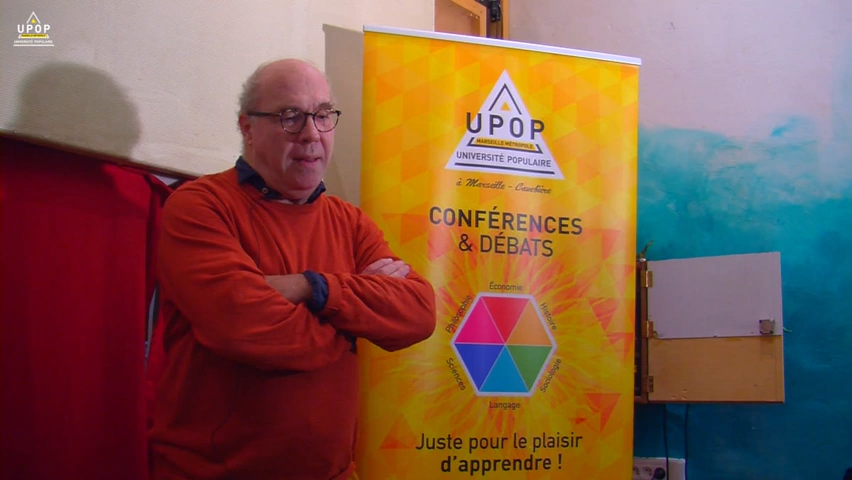 UPOP
UNIVERSITÉ POPULAIRE
UPOP
MARSEILLE MÉTROPOLE
UNIVERSITÉ POPULAIRE
à Marseille - Canebière
CONFÉRENCES
& DÉBATS
Économie
Philosophie
Histoire
Sciences
Sociologie
Langage
Juste pour le plaisir
d'apprendre !